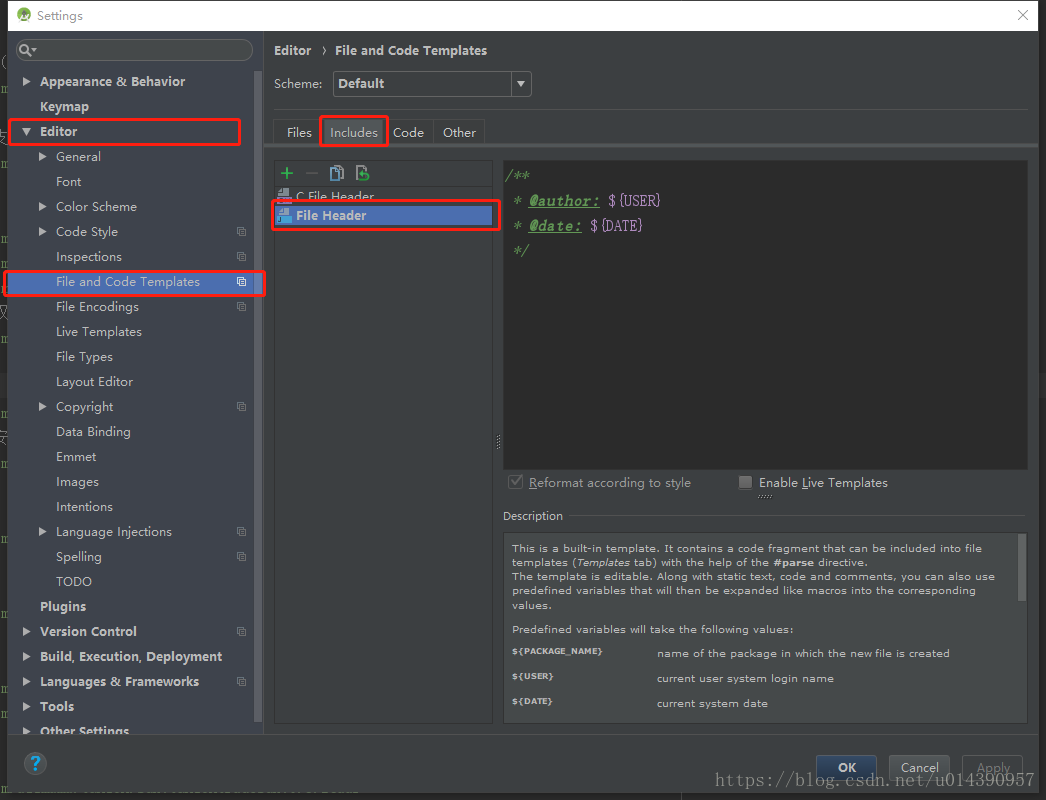 Settings
Editor › File and Code Templates
Scheme: Default
Appearance & Behavior
Keymap
Editor
General
Font
Color Scheme
Code Style
Inspections
File and Code Templates
File Encodings
Live Templates
File Types
Layout Editor
Copyright
Data Binding
Emmet
Images
Intentions
Language Injections
Spelling
TODO
Plugins
Version Control
Build, Execution, Deployment
Languages & Frameworks
Tools
Other Settings
Files Includes Code Other
C File Header
File Header
/**
* @author: ${USER}
* @date: ${DATE}
*/
Reformat according to style Enable Live Templates
Description
This is a built-in template. It contains a code fragment that can be included into file
templates (Templates tab) with the help of the #parse directive.
The template is editable. Along with static text, code and comments, you can also use
predefined variables that will then be expanded like macros into the corresponding
values.
Predefined variables will take the following values:
${PACKAGE_NAME} name of the package in which the new file is created
${USER} current user system login name
${DATE} current system date
?
OK Cancel Apply
https://blog.csdn.net/u014390957